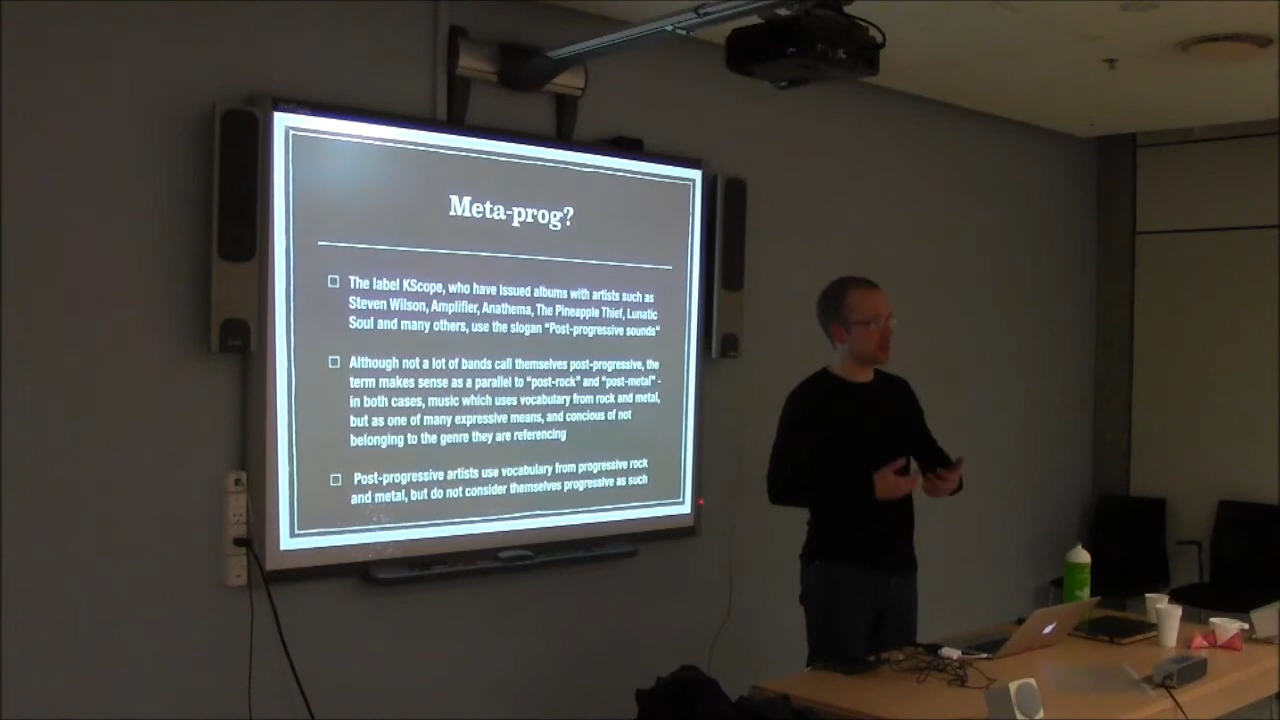 Meta-prog?
The label KScope, who have issued albums with artists such as
Steven Wilson, Amplifier, Anathema, The Pineapple Thief, Lunatic
Soul and many others, use the slogan "Post-progressive sounds"
Although not a lot of bands call themselves post-progressive, the
term makes sense as a parallel to "post-rock" and "post-metal" -
in both cases, music which uses vocabulary from rock and metal,
but as one of many expressive means, and concious of not
belonging to the genre they are referencing
Post-progressive artists use vocabulary from progressive rock
and metal, but do not consider themselves progressive as such